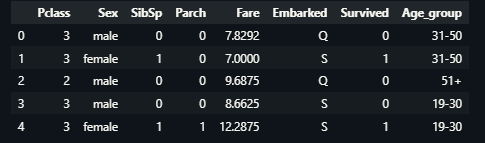 Pclass Sex SibSp Parch Fare Embarked Survived Age_group
0 3 male 0 0 7.8292 Q 0 31-50
1 3 female 1 0 7.0000 S 1 31-50
2 2 male 0 0 9.6875 Q 0 51+
3 3 male 0 0 8.6625 S 0 19-30
4 3 female 1 1 12.2875 S 1 19-30